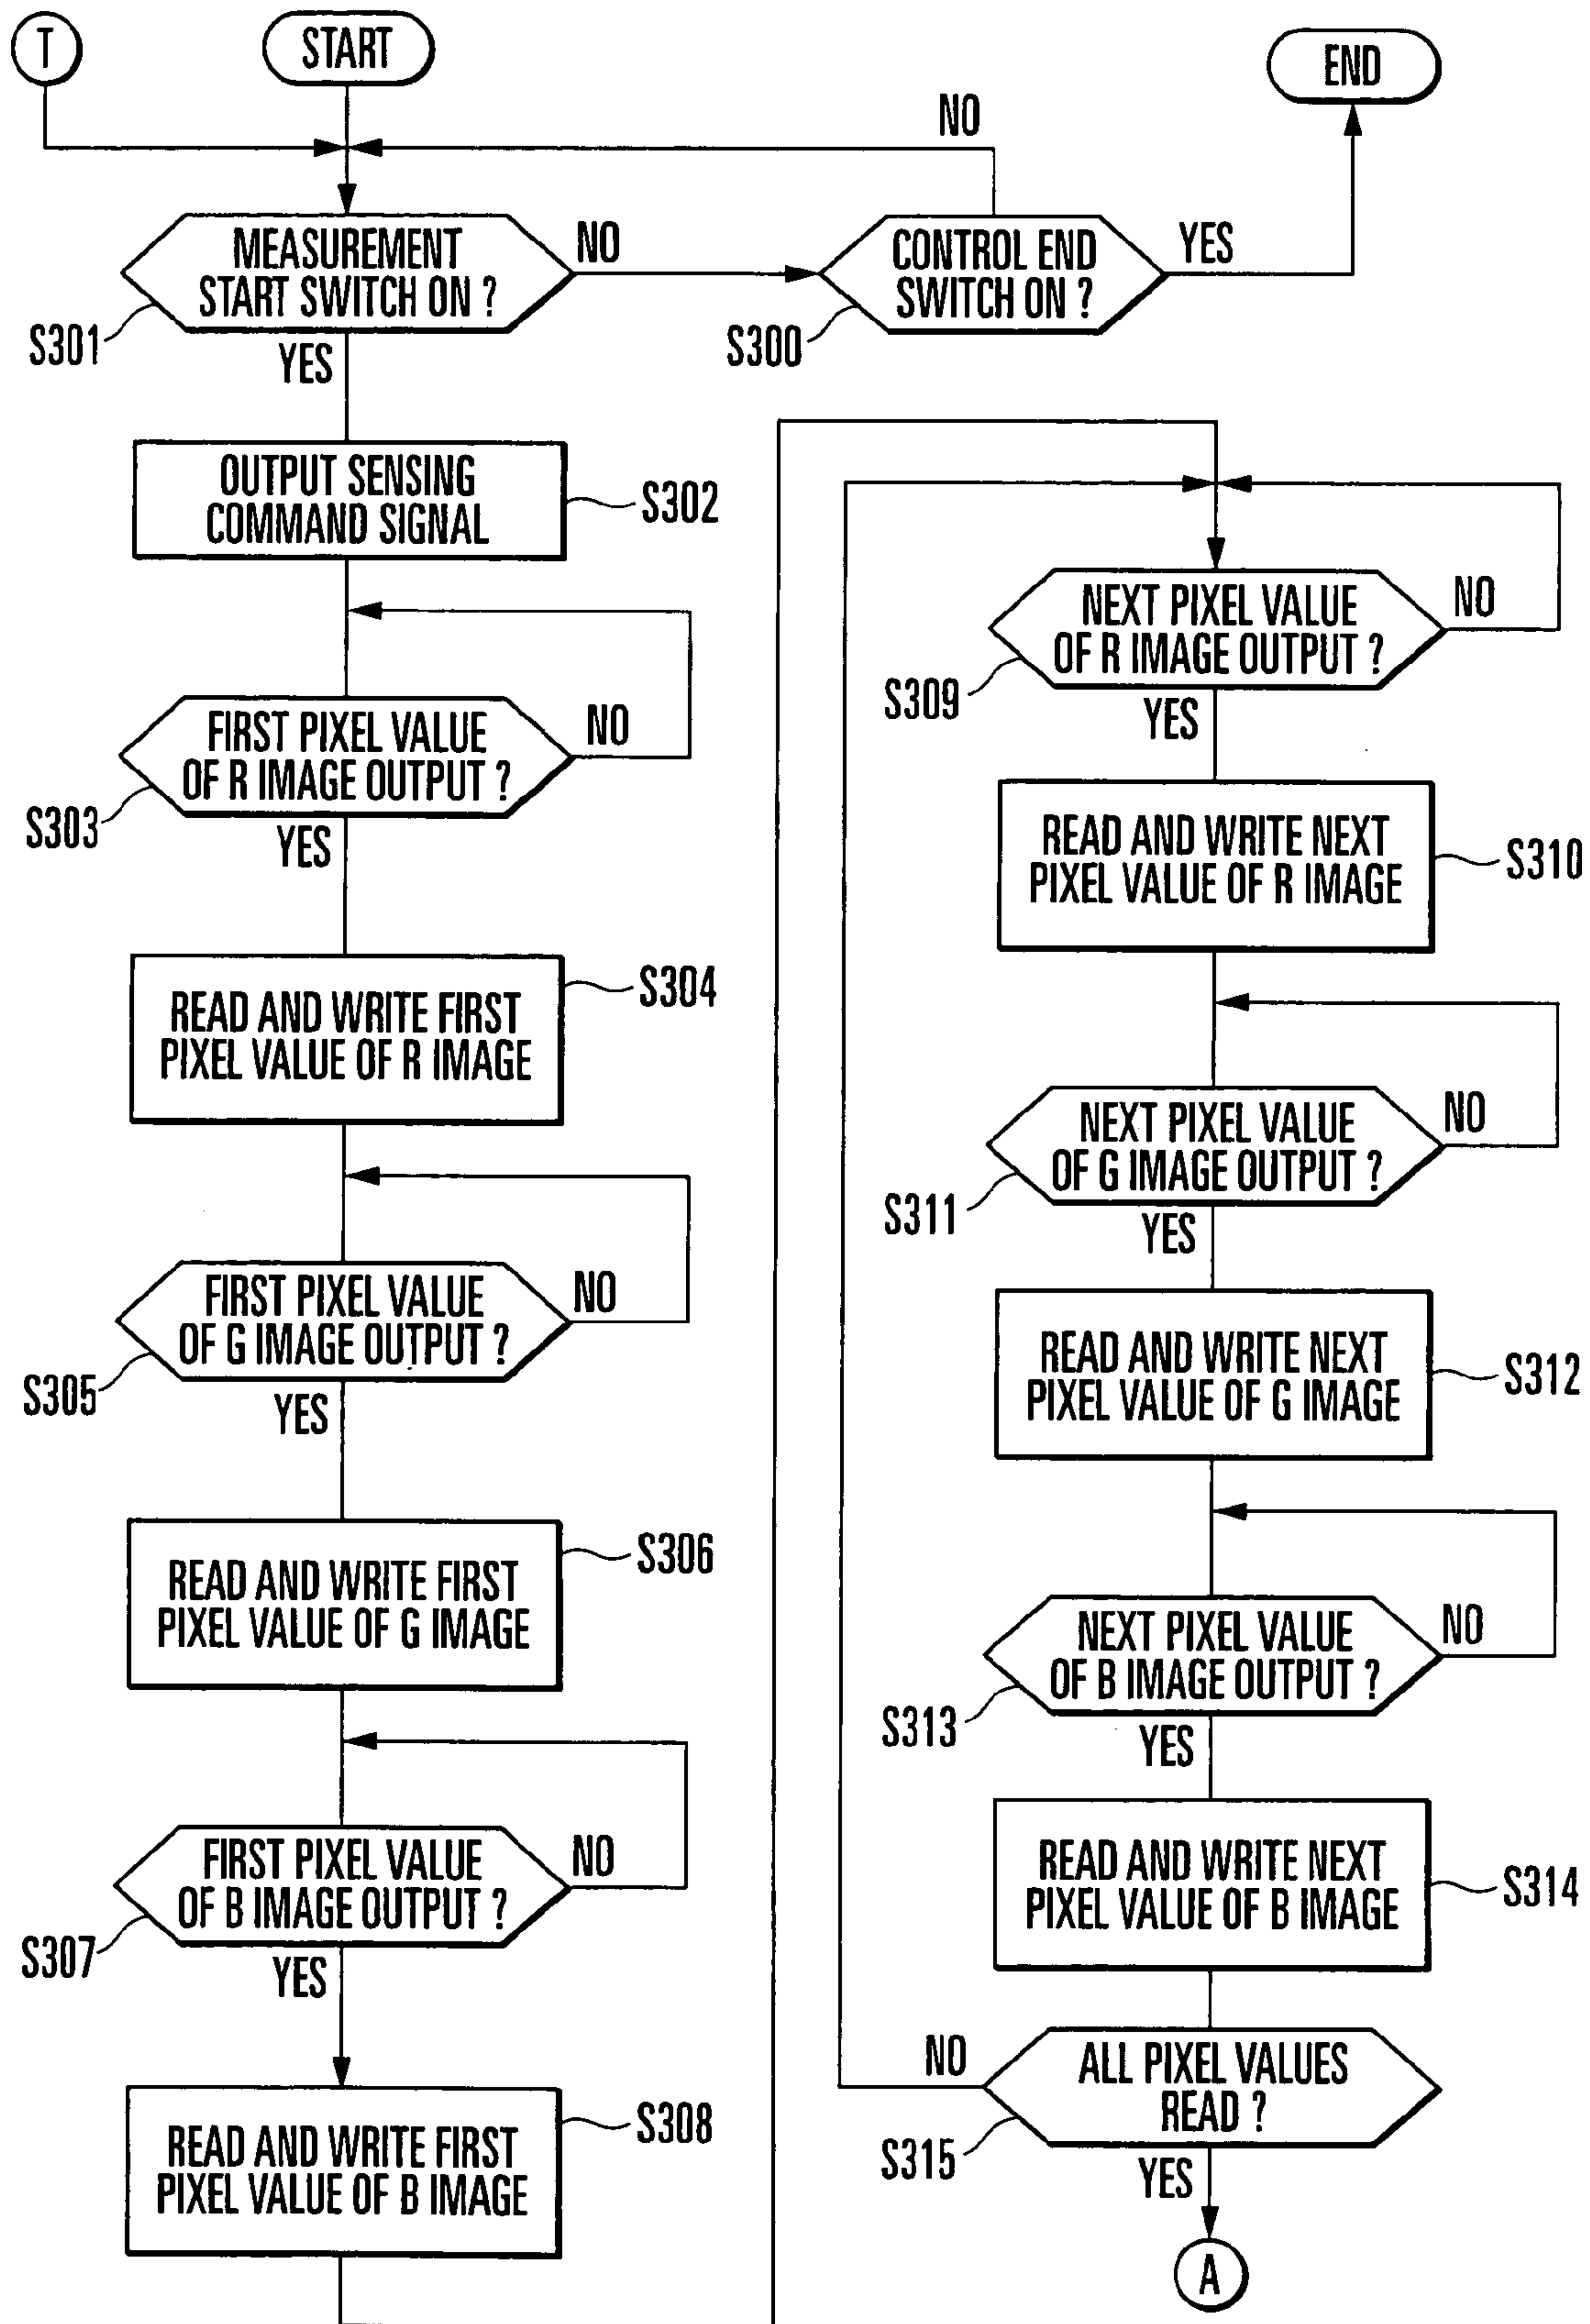 T
START
END
NO
MEASUREMENT
START SWITCH ON ?
NO
CONTROL END
SWITCH ON ?
YES
S301
S300
YES
OUTPUT SENSING
COMMAND SIGNAL
S302
FIRST PIXEL VALUE
OF R IMAGE OUTPUT ?
NO
S303
YES
READ AND WRITE FIRST
PIXEL VALUE OF R IMAGE
S304
FIRST PIXEL VALUE
OF G IMAGE OUTPUT ?
NO
S305
YES
READ AND WRITE FIRST
PIXEL VALUE OF G IMAGE
S306
FIRST PIXEL VALUE
OF B IMAGE OUTPUT ?
NO
S307
YES
READ AND WRITE FIRST
PIXEL VALUE OF B IMAGE
S308
NEXT PIXEL VALUE
OF R IMAGE OUTPUT ?
NO
S309
YES
READ AND WRITE NEXT
PIXEL VALUE OF R IMAGE
S310
NEXT PIXEL VALUE
OF G IMAGE OUTPUT ?
NO
S311
YES
READ AND WRITE NEXT
PIXEL VALUE OF G IMAGE
S312
NEXT PIXEL VALUE
OF B IMAGE OUTPUT ?
NO
S313
YES
READ AND WRITE NEXT
PIXEL VALUE OF B IMAGE
S314
NO
ALL PIXEL VALUES
READ ?
S315
YES
A